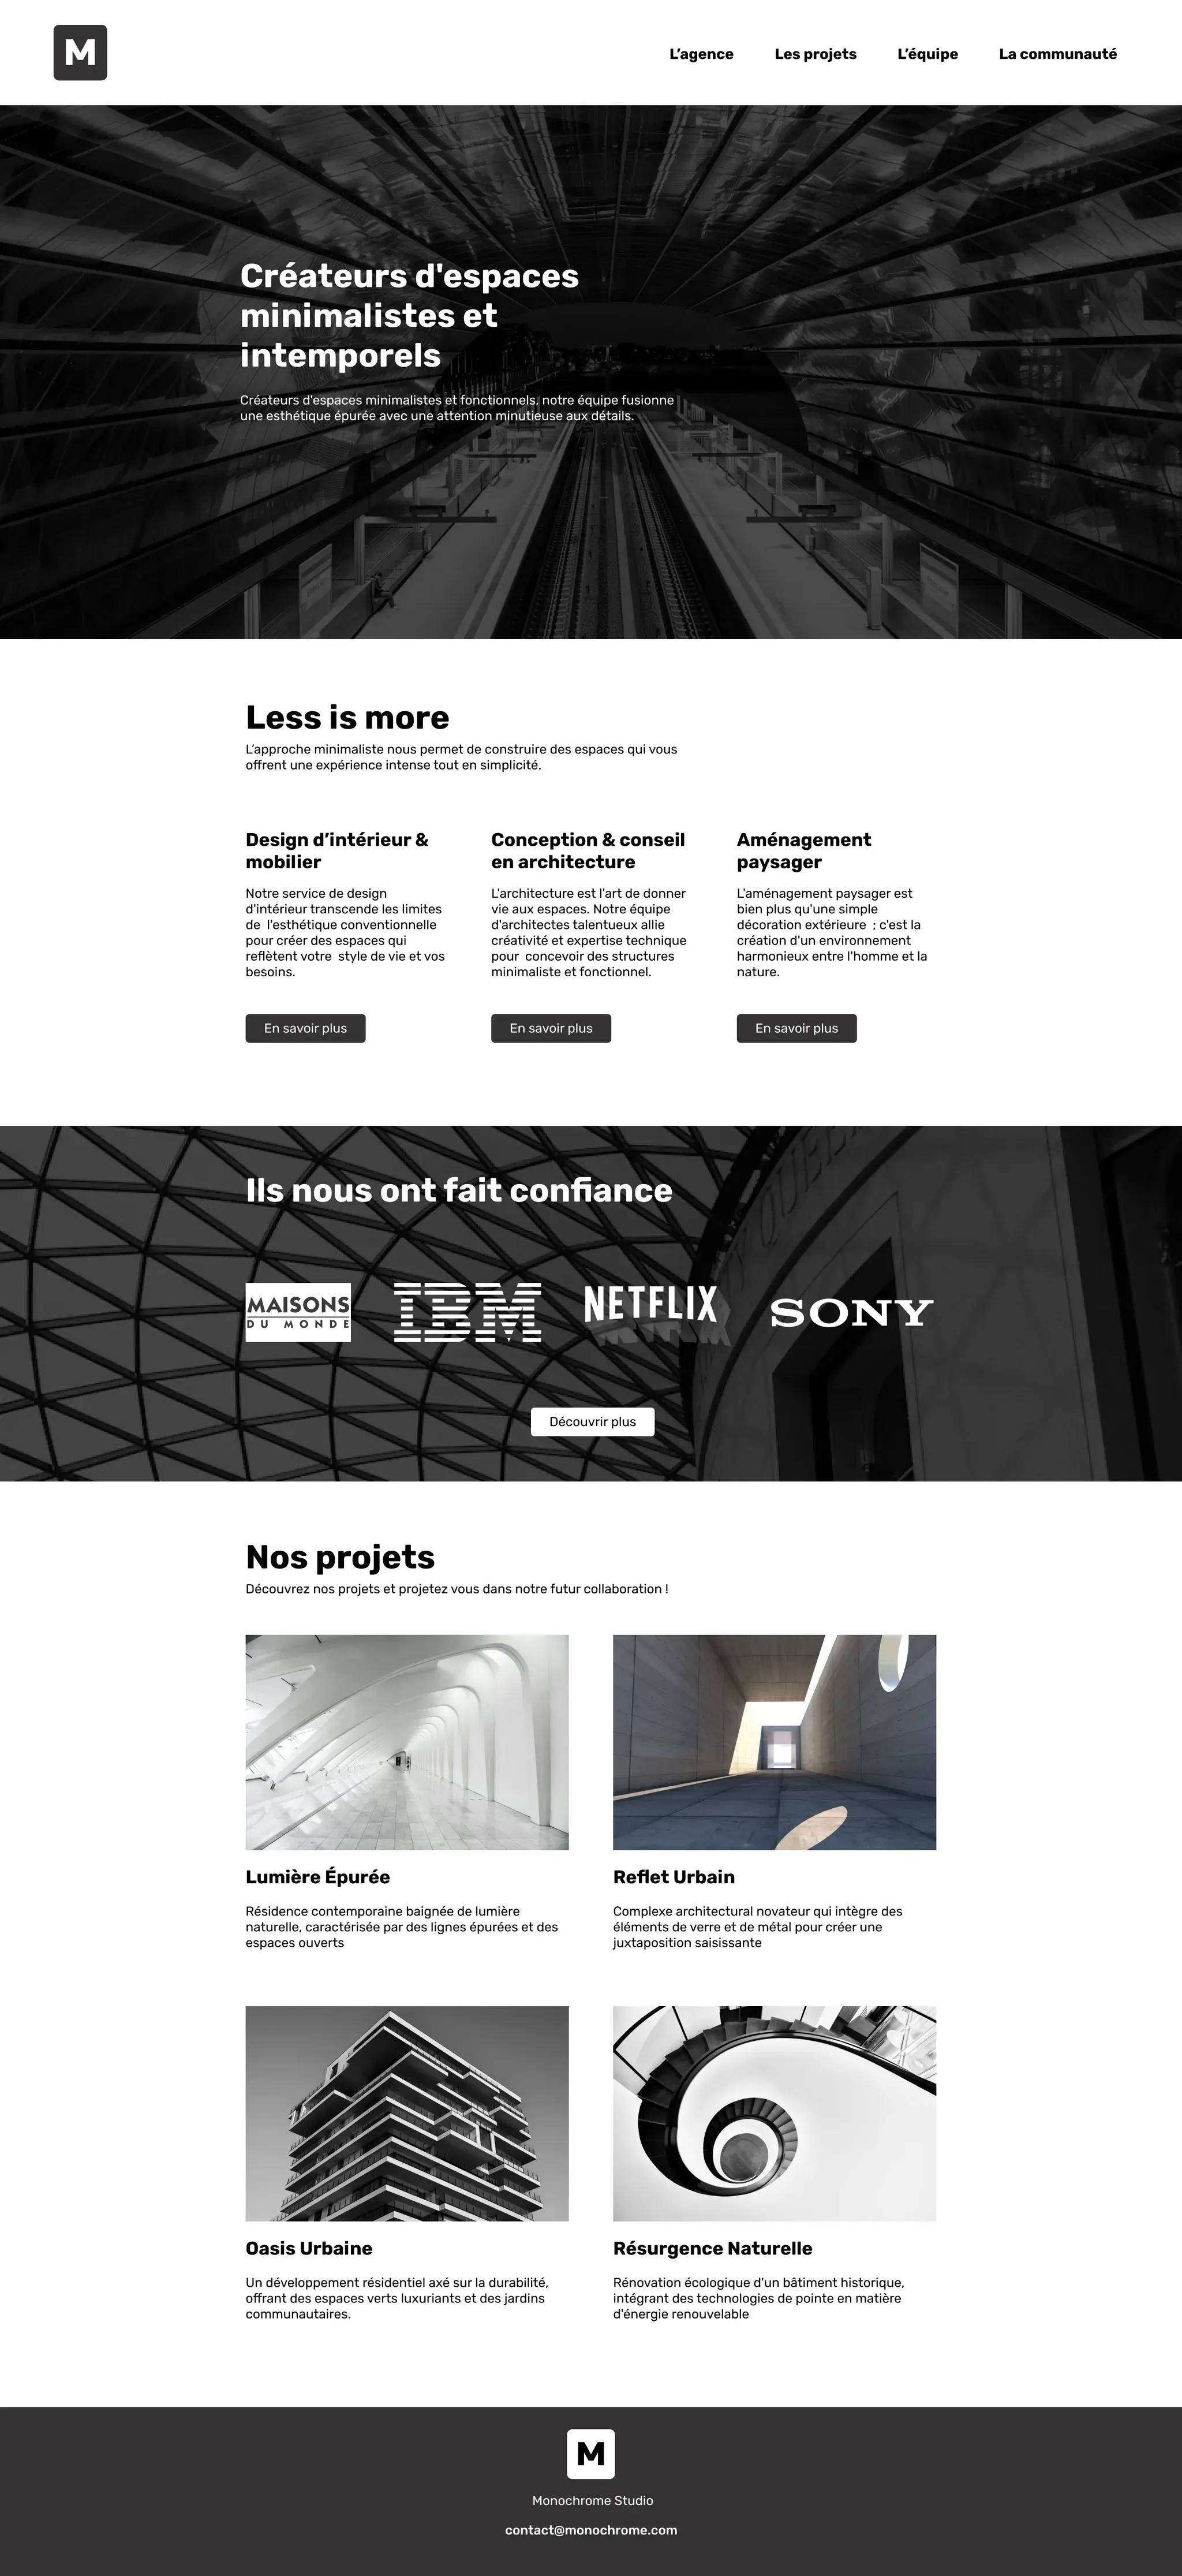 M
L’agence Les projets L’équipe La communauté
Créateurs d'espaces
minimalistes et
intemporels
Créateurs d'espaces minimalistes et fonctionnels, notre équipe fusionne
une esthétique épurée avec une attention minutieuse aux détails.
Less is more
L’approche minimaliste nous permet de construire des espaces qui vous
offrent une expérience intense tout en simplicité.
Design d’intérieur &
mobilier
Notre service de design
d'intérieur transcende les limites
de  l'esthétique conventionnelle
pour créer des espaces qui
reflètent votre  style de vie et vos
besoins.
En savoir plus
Conception & conseil
en architecture
L'architecture est l'art de donner
vie aux espaces. Notre équipe
d'architectes talentueux allie
créativité et expertise technique
pour  concevoir des structures
minimaliste et fonctionnel.
En savoir plus
Aménagement
paysager
L'aménagement paysager est
bien plus qu'une simple
décoration extérieure  ; c'est la
création d'un environnement
harmonieux entre l'homme et la
nature.
En savoir plus
Ils nous ont fait confiance
MAISONS
DU MONDE
IBM
NETFLIX
SONY
Découvrir plus
Nos projets
Découvrez nos projets et projetez vous dans notre futur collaboration !
Lumière Épurée
Résidence contemporaine baignée de lumière
naturelle, caractérisée par des lignes épurées et des
espaces ouverts
Reflet Urbain
Complexe architectural novateur qui intègre des
éléments de verre et de métal pour créer une
juxtaposition saisissante
Oasis Urbaine
Un développement résidentiel axé sur la durabilité,
offrant des espaces verts luxuriants et des jardins
communautaires.
Résurgence Naturelle
Rénovation écologique d'un bâtiment historique,
intégrant des technologies de pointe en matière
d'énergie renouvelable
M
Monochrome Studio
contact@monochrome.com